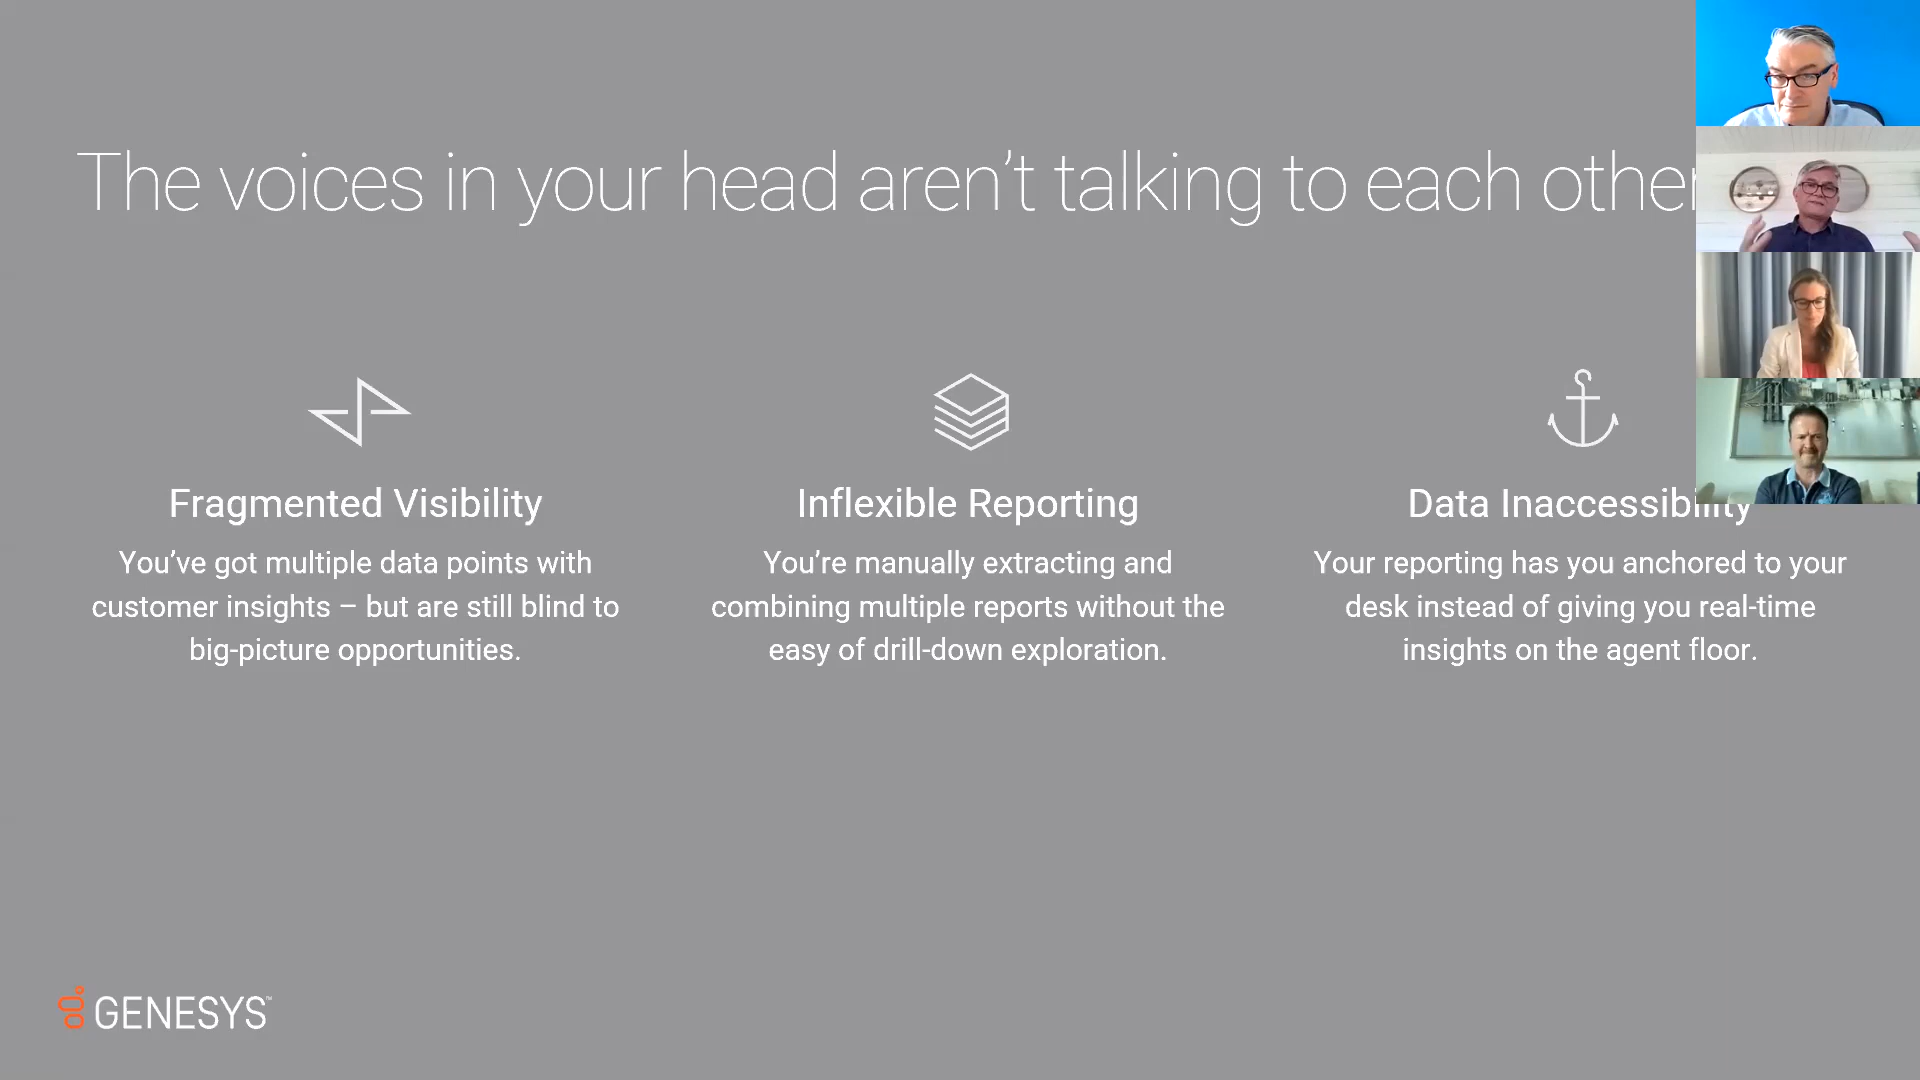 The voices in your head aren’t talking to each other
Fragmented Visibility
You’ve got multiple data points with
customer insights – but are still blind to
big-picture opportunities.
Inflexible Reporting
You’re manually extracting and
combining multiple reports without the
easy of drill-down exploration.
Data Inaccessibility
Your reporting has you anchored to your
desk instead of giving you real-time
insights on the agent floor.
GENESYS™